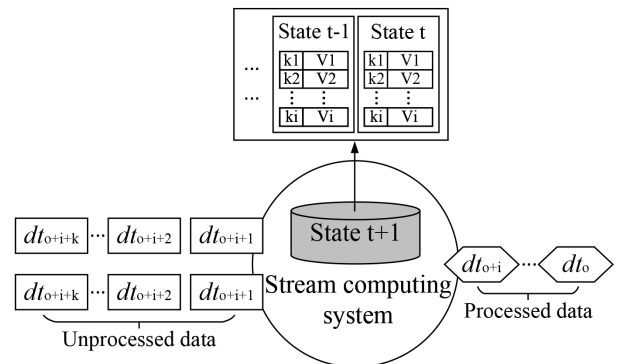 State t-1 State t
k1 V1 k1 V1
... k2 V2 k2 V2
... ⋮ ⋮ ⋮ ⋮
ki Vi ki Vi
State t+1
dto+i+k ... dto+i+2 dto+i+1
dto+i ... dto
Stream computing
system
dto+i+k ... dto+i+2 dto+i+1
Unprocessed data
Processed data